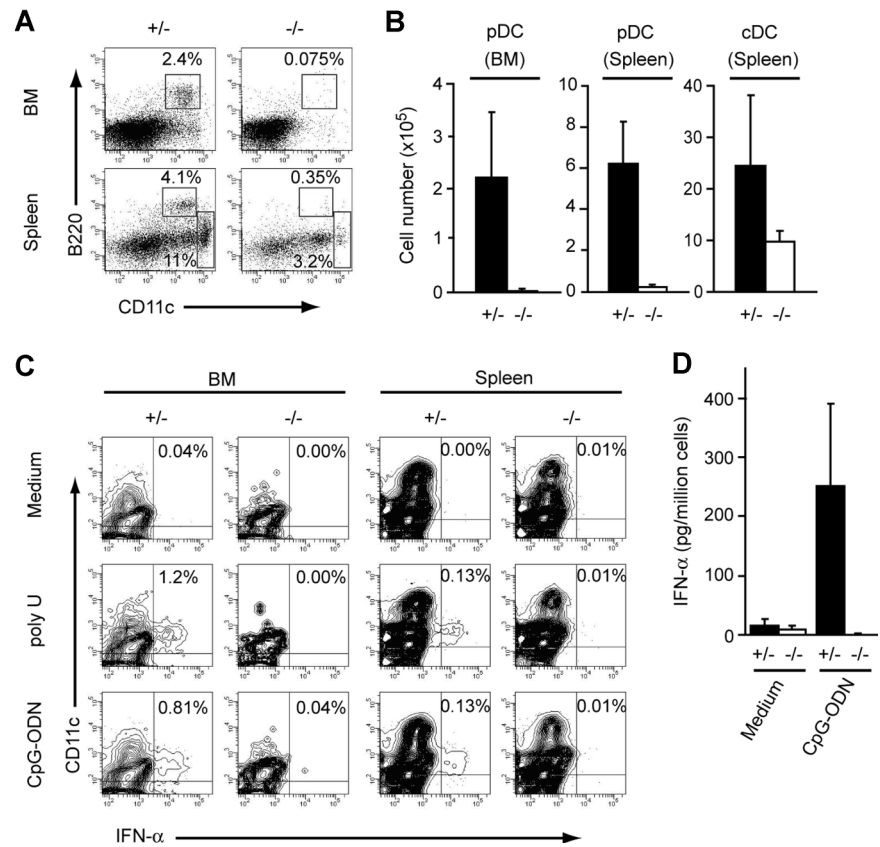 A
+/-
-/-
BM
2.4%
0.075%
Spleen
4.1%
0.35%
11%
3.2%
B220
CD11c
B
pDC
(BM)
pDC
(Spleen)
cDC
(Spleen)
Cell number (x10⁵)
4
3
2
1
0
10
8
6
4
2
0
40
30
20
10
0
+/- -/-
+/- -/-
+/- -/-
C
BM
Spleen
+/-
-/-
+/-
-/-
Medium
0.04%
0.00%
0.00%
0.01%
poly U
1.2%
0.00%
0.13%
0.01%
CpG-ODN
0.81%
0.04%
0.13%
0.01%
CD11c
IFN-α
D
IFN-α (pg/million cells)
400
300
200
100
0
+/- -/- +/- -/-
Medium
CpG-ODN